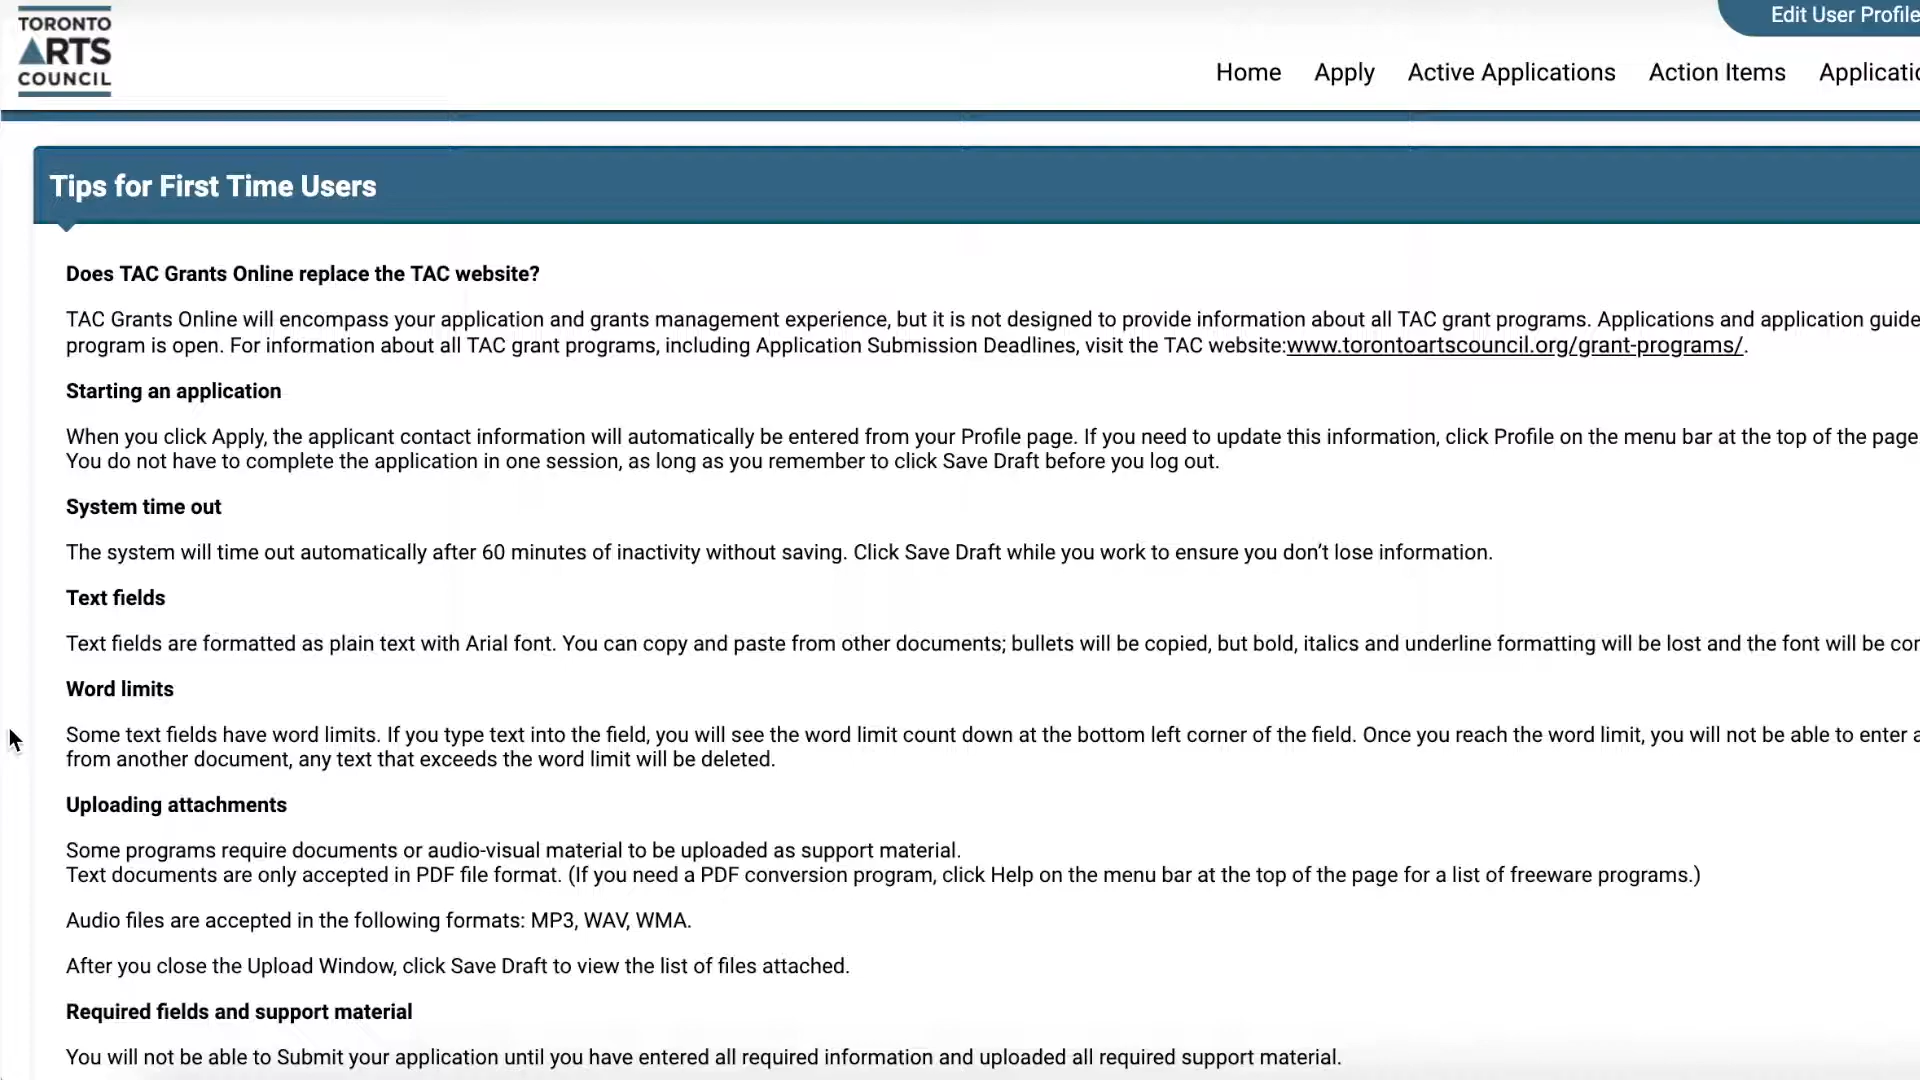 TORONTO
ARTS
COUNCIL
Edit User Profile
Home Apply Active Applications Action Items
Tips for First Time Users
Does TAC Grants Online replace the TAC website?
TAC Grants Online will encompass your application and grants management experience, but it is not designed to provide information about all TAC grant programs. Applications and application guide
program is open. For information about all TAC grant programs, including Application Submission Deadlines, visit the TAC website:www.torontoartscouncil.org/grant-programs/.
Starting an application
When you click Apply, the applicant contact information will automatically be entered from your Profile page. If you need to update this information, click Profile on the menu bar at the top of the page
You do not have to complete the application in one session, as long as you remember to click Save Draft before you log out.
System time out
The system will time out automatically after 60 minutes of inactivity without saving. Click Save Draft while you work to ensure you don’t lose information.
Text fields
Text fields are formatted as plain text with Arial font. You can copy and paste from other documents; bullets will be copied, but bold, italics and underline formatting will be lost and the font will be
Word limits
Some text fields have word limits. If you type text into the field, you will see the word limit count down at the bottom left corner of the field. Once you reach the word limit, you will not be able to enter
from another document, any text that exceeds the word limit will be deleted.
Uploading attachments
Some programs require documents or audio-visual material to be uploaded as support material.
Text documents are only accepted in PDF file format. (If you need a PDF conversion program, click Help on the menu bar at the top of the page for a list of freeware programs.)
Audio files are accepted in the following formats: MP3, WAV, WMA.
After you close the Upload Window, click Save Draft to view the list of files attached.
Required fields and support material
You will not be able to Submit your application until you have entered all required information and uploaded all required support material.